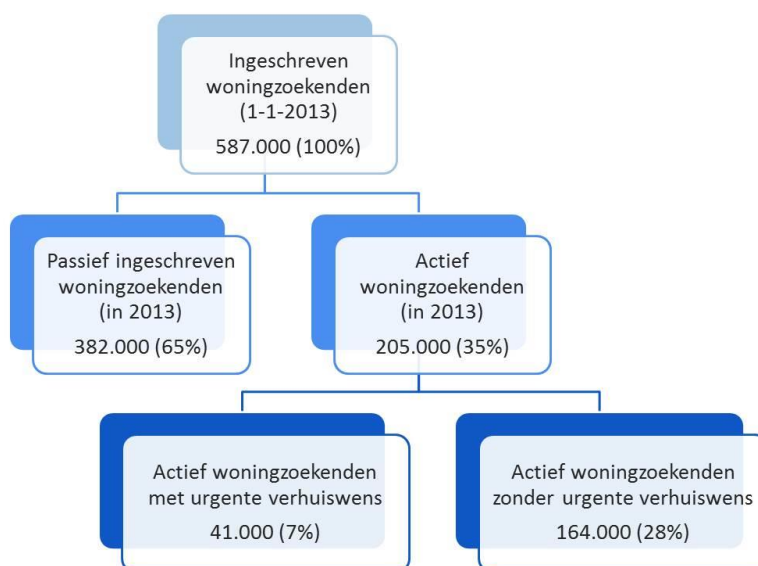 Ingeschreven
woningzoekenden
(1-1-2013)
587.000 (100%)
Passief ingeschreven
woningzoekenden
(in 2013)
382.000 (65%)
Actief
woningzoekenden
(in 2013)
205.000 (35%)
Actief woningzoekenden
met urgente verhuiswens
41.000 (7%)
Actief woningzoekenden
zonder urgente verhuiswens
164.000 (28%)